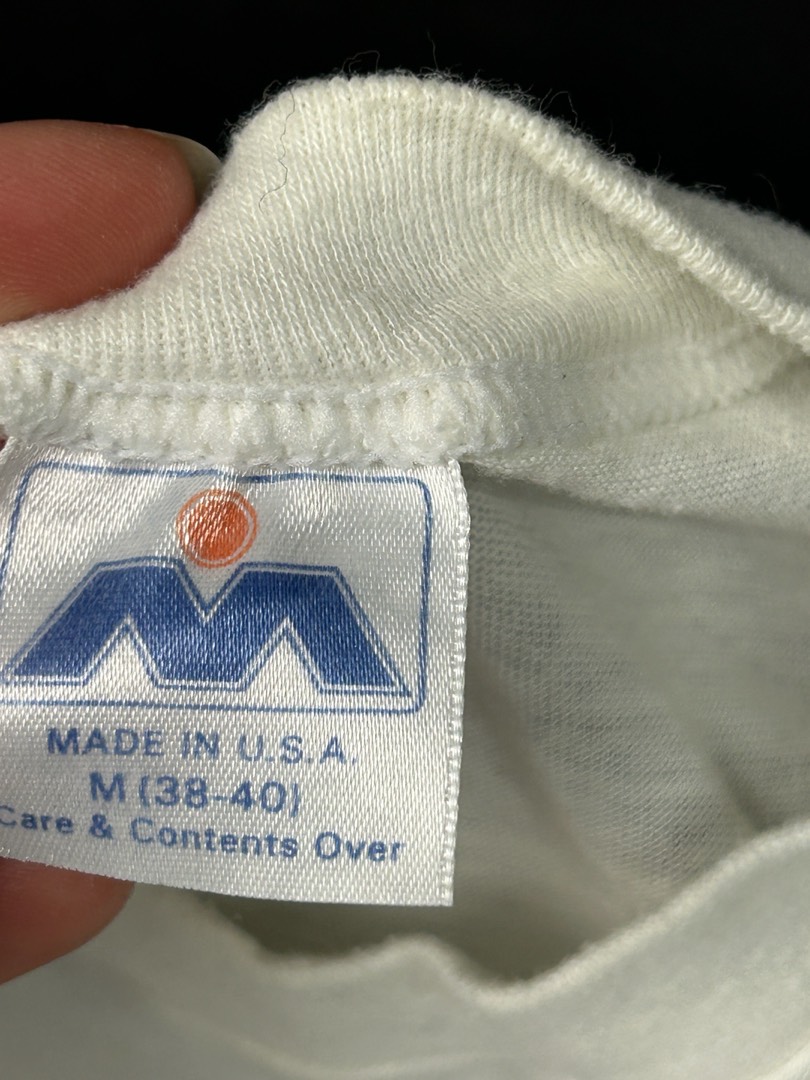 M
MADE IN U.S.A.
M (38-40)
Care & Contents Over